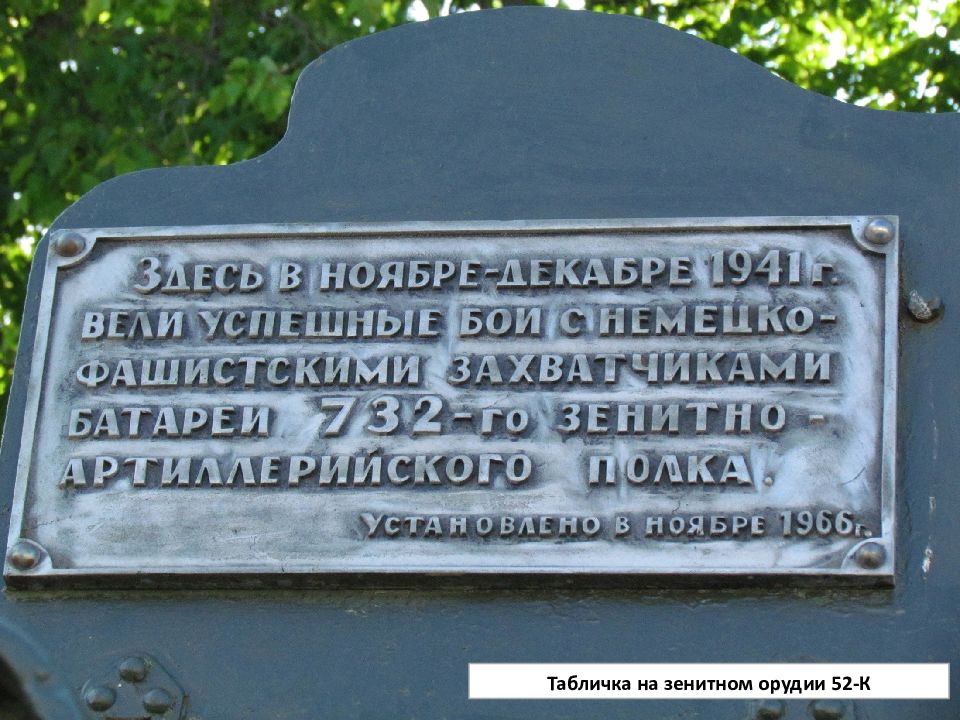 Здесь в ноябре-декабре 1941г.
вели успешные бои с немецко-
фашистскими захватчиками
батареи 732-го зенитно-
артиллерийского полка.
Установлено в ноябре 1966г.
Табличка на зенитном орудии 52-К